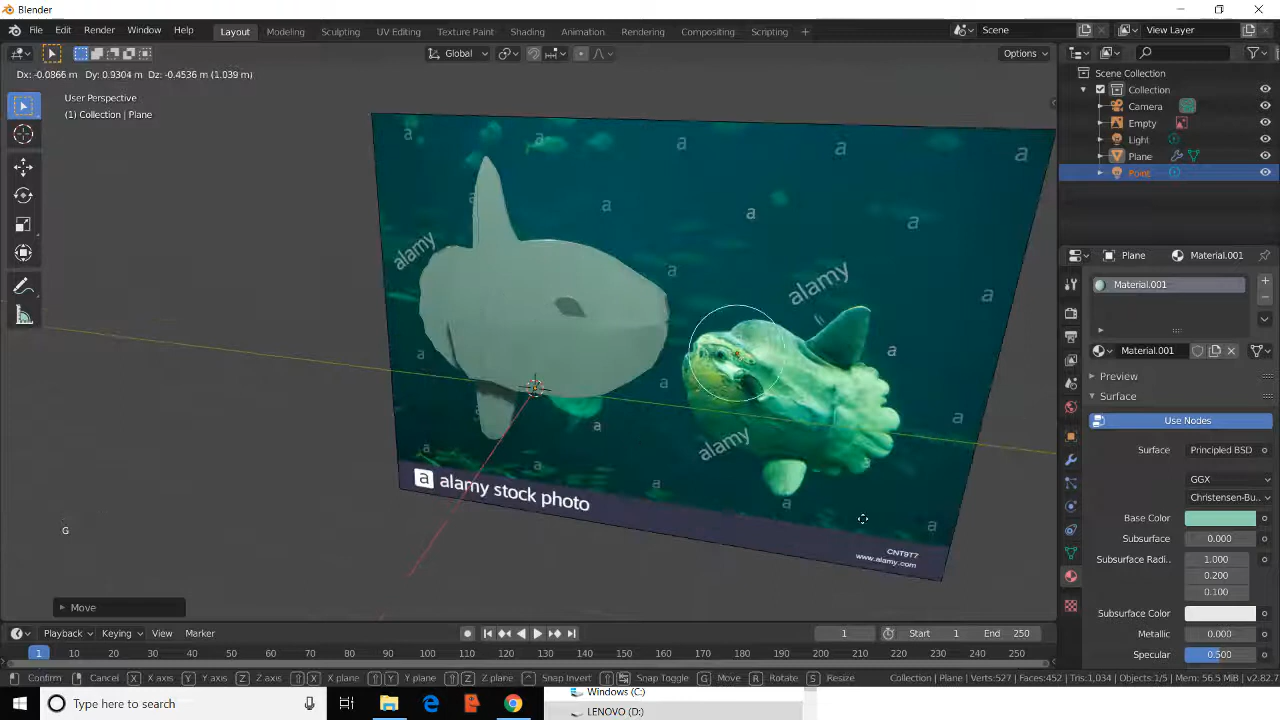 Blender
File Edit Render Window Help
Layout Modeling Sculpting UV Editing Texture Paint Shading Animation Rendering Compositing Scripting +
Scene View Layer
Global Options
Dx: -0.0866 m Dy: 0.9304 m Dz: -0.4536 m (1.039 m)
User Perspective
(1) Collection | Plane
Scene Collection
Collection
Camera
Empty
Light
Plane
Point
Plane Material.001
Material.001
Material.001
Preview
Surface
Use Nodes
Surface: Principled BSD
GGX
Christensen-Bu..
Base Color
Subsurface: 0.000
Subsurface Radi.. 1.000
0.200
0.100
Subsurface Color
Metallic 0.000
Specular 0.500
a a a a a
a a a a
alamy a alamy
a a
a a a
a alamy a
a a a a
a alamy stock photo
CNT9T7
www.alamy.com
G
Move
Playback Keying View Marker
1 Start 1 End 250
1 10 20 30 40 50 60 70 80 90 100 110 120 130 140 150 160 170 180 190 200 210 220 230 240 250
Confirm Cancel X X axis Y Y axis Z Z axis X X plane Y Y plane Z Z plane Snap Invert Snap Toggle G Move R Rotate S Resize Collection | Plane | Verts:527 | Faces:452 | Tris:1,034 | Objects:1/5 | Mem: 56.5 MiB | v2.82.7
Type here to search
Windows (C:)
LENOVO (D:)